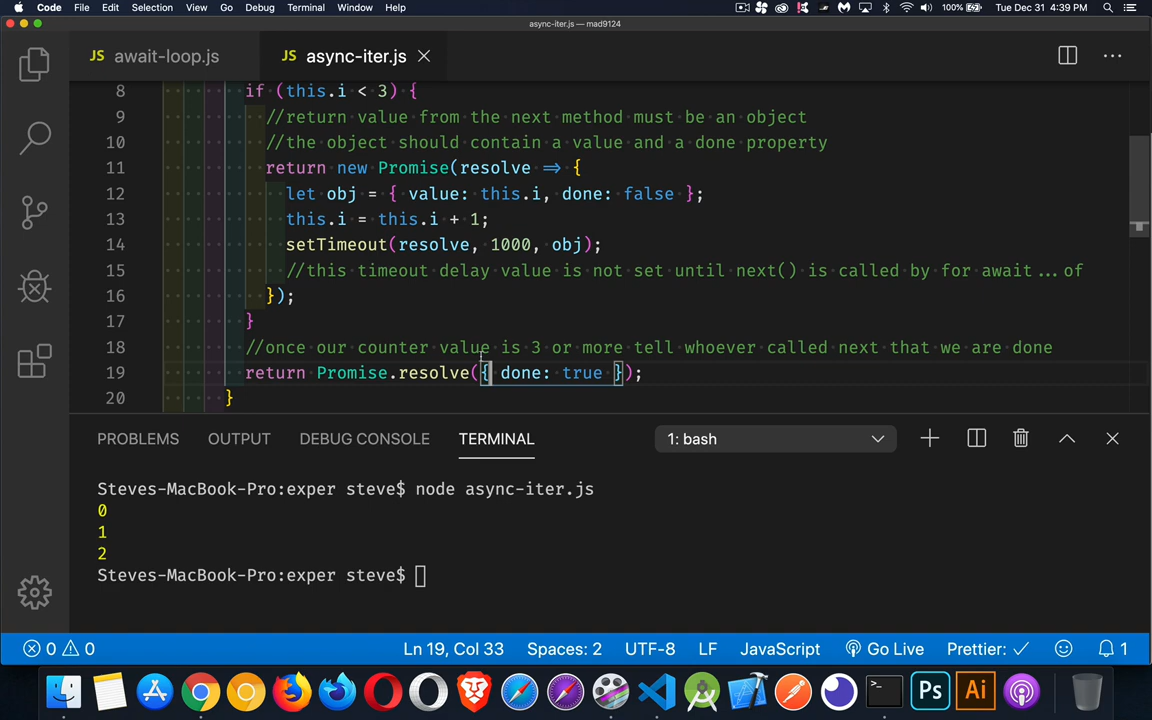 Code File Edit Selection View Go Debug Terminal Window Help 100% Tue Dec 31 4:39 PM
async-iter.js — mad9124
JS await-loop.js JS async-iter.js
8 if (this.i < 3) {
9 //return value from the next method must be an object
10 //the object should contain a value and a done property
11 return new Promise(resolve => {
12 let obj = { value: this.i, done: false };
13 this.i = this.i + 1;
14 setTimeout(resolve, 1000, obj);
15 //this timeout delay value is not set until next() is called by for await...of
16 });
17 }
18 //once our counter value is 3 or more tell whoever called next that we are done
19 return Promise.resolve({ done: true });
20 }
PROBLEMS OUTPUT DEBUG CONSOLE TERMINAL 1: bash
Steves-MacBook-Pro:exper steve$ node async-iter.js
0
1
2
Steves-MacBook-Pro:exper steve$
0 0 Ln 19, Col 33 Spaces: 2 UTF-8 LF JavaScript Go Live Prettier: ✓ 1
>_ Ps Ai